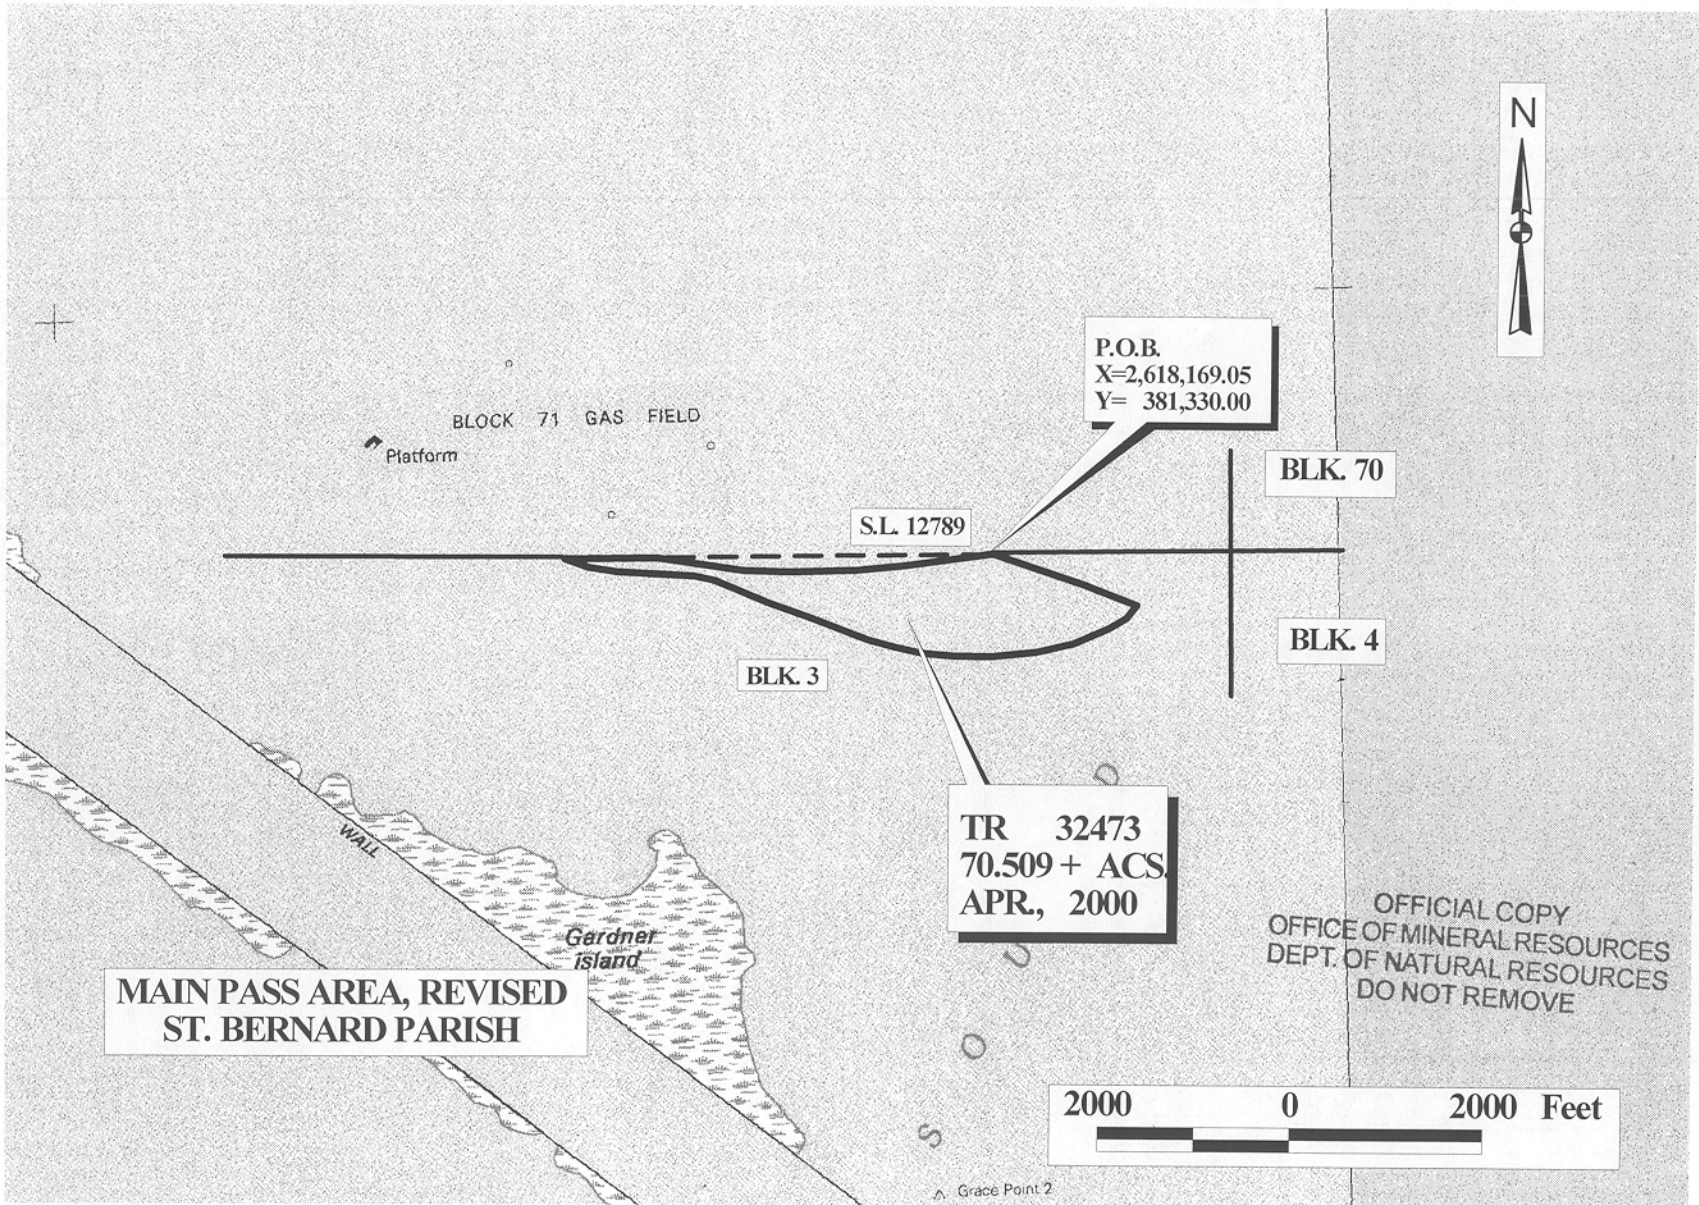 N
P.O.B.
X=2,618,169.05
Y= 381,330.00
BLOCK 71 GAS FIELD
Platform
BLK. 70
S.L. 12789
BLK. 4
BLK. 3
TR 32473
70.509 + ACS.
APR., 2000
WALL
Gardner
island
S O U D
OFFICIAL COPY
OFFICE OF MINERAL RESOURCES
DEPT. OF NATURAL RESOURCES
DO NOT REMOVE
MAIN PASS AREA, REVISED
ST. BERNARD PARISH
2000 0 2000 Feet
Grace Point 2